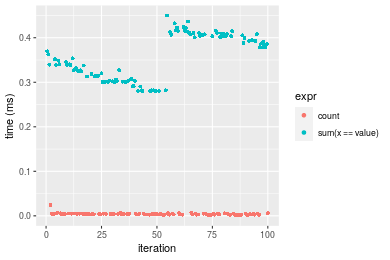 0.4
0.3
0.2
0.1
0.0
time (ms)
0
25
50
75
100
iteration
expr
count
sum(x == value)